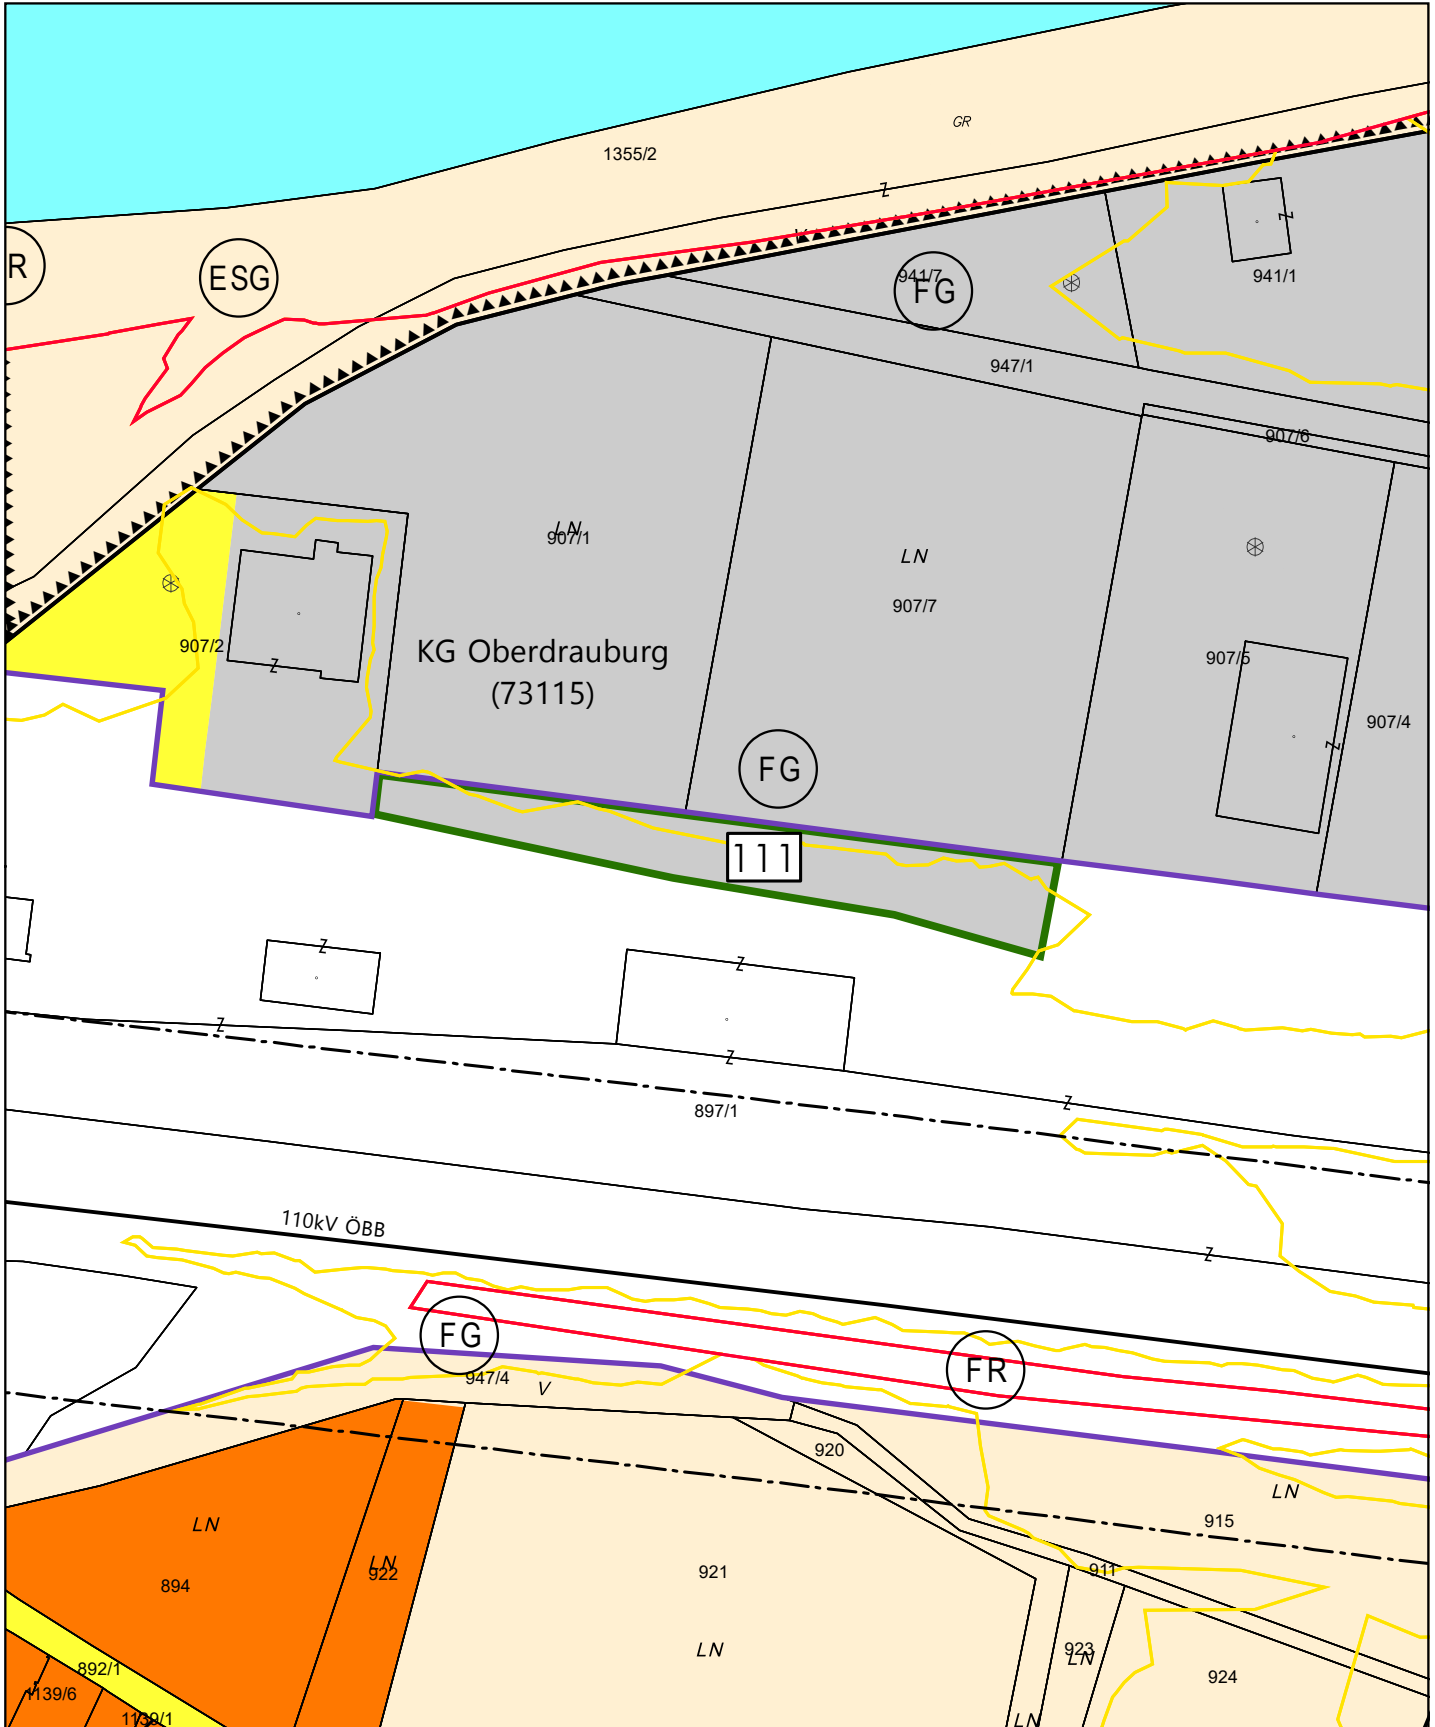 GR
1355/2
R
ESG
V
Z
Z
941/7
FG
941/1
947/1
907/6
LN
907/1
LN
907/7
907/2
Z
KG Oberdrauburg
(73115)
907/5
907/4
Z
FG
111
Z
Z
Z
Z
Z
897/1
110kV ÖBB
Z
FG
FR
947/4
V
920
LN
915
LN
894
LN
922
921
911
LN
923
LN
924
892/1
1139/6
1139/1
LN